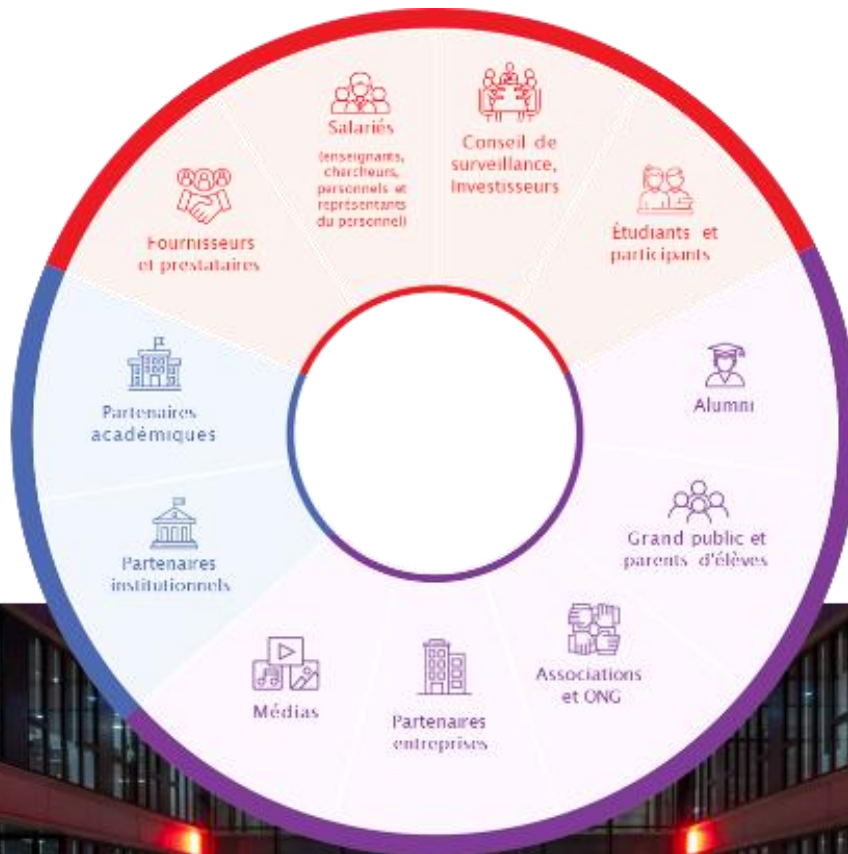 Salariés
(enseignants,
chercheurs,
personnels et
représentants
du personnel)
Conseil de
surveillance,
Investisseurs
Étudiants et
participants
Fournisseurs
et prestataires
Alumni
Partenaires
académiques
Grand public et
parents d'élèves
Partenaires
institutionnels
Associations
et ONG
Médias
Partenaires
entreprises